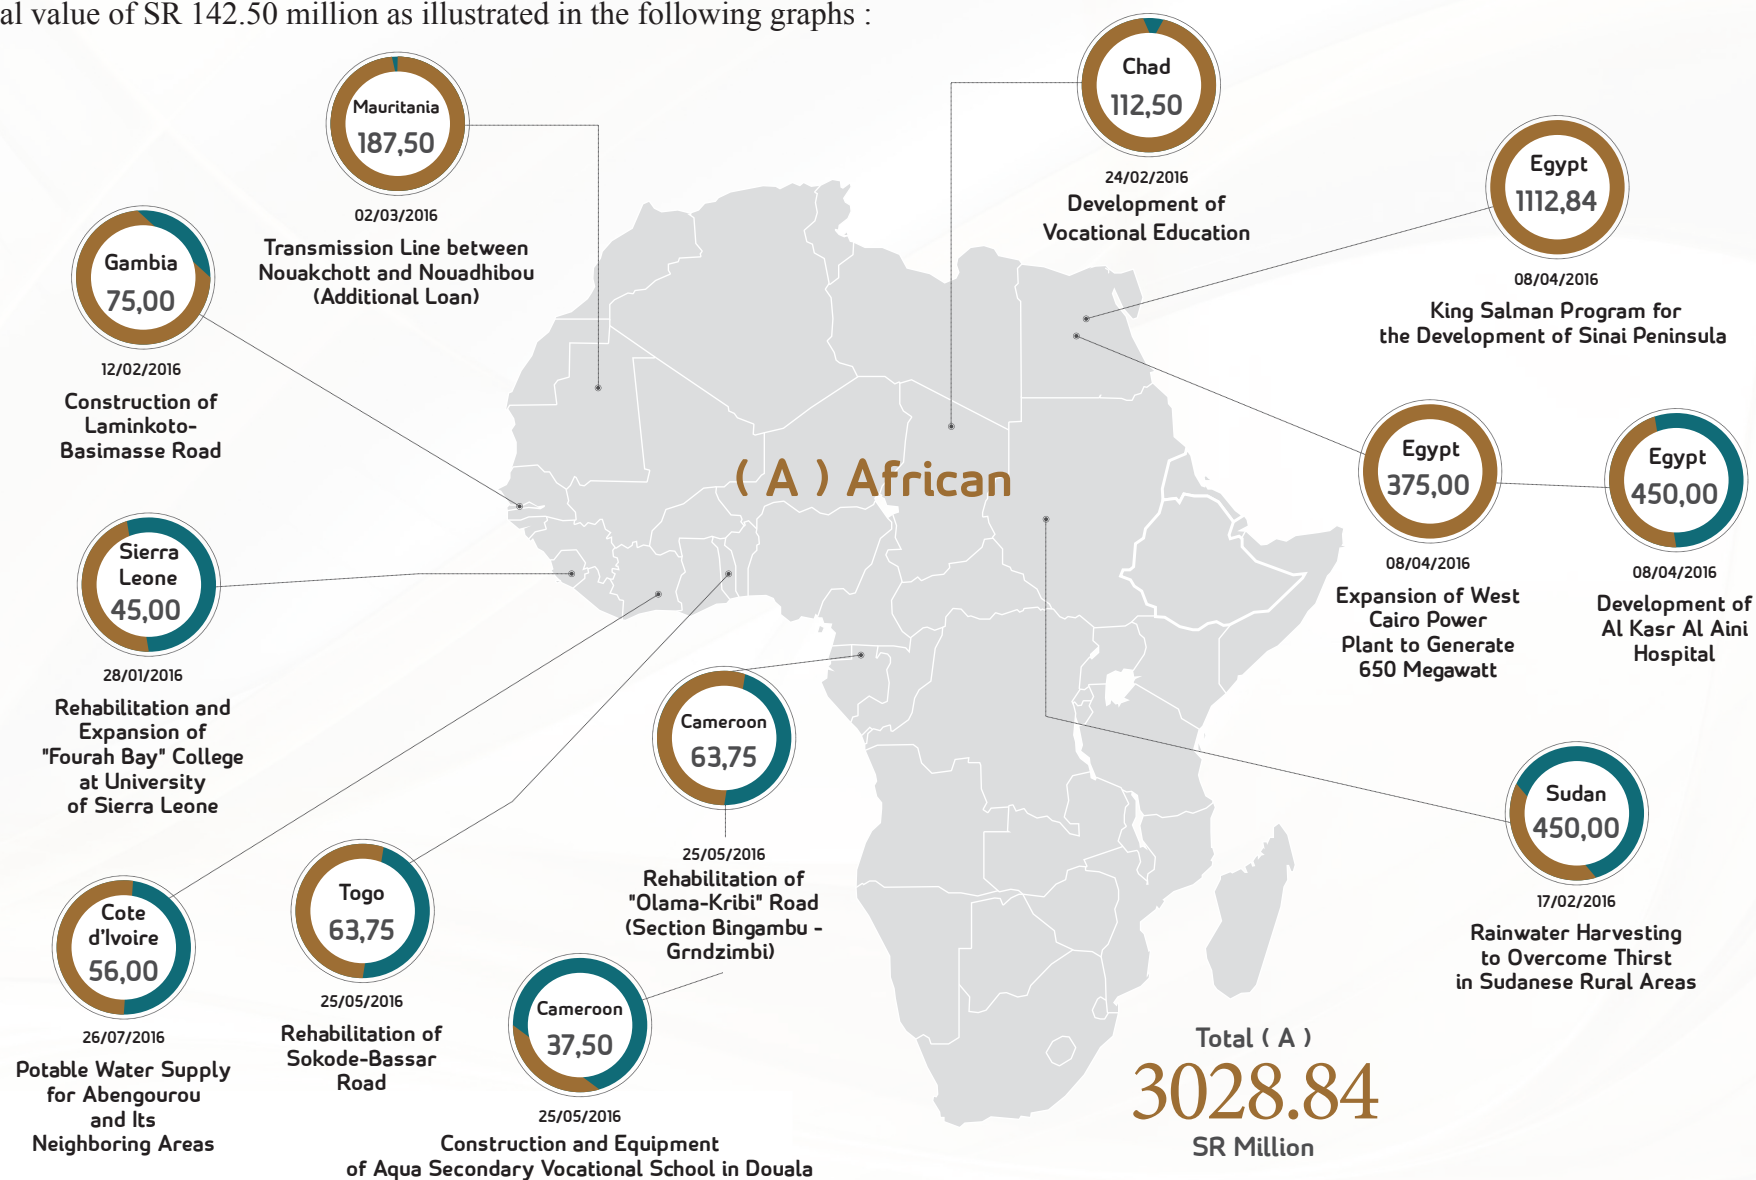 al value of SR 142.50 million as illustrated in the following graphs :
Mauritania
187,50
02/03/2016
Transmission Line between
Nouakchott and Nouadhibou
(Additional Loan)
Chad
112,50
24/02/2016
Development of
Vocational Education
Egypt
1112,84
08/04/2016
King Salman Program for
the Development of Sinai Peninsula
Gambia
75,00
12/02/2016
Construction of
Laminkoto-
Basimasse Road
( A ) African
Egypt
375,00
08/04/2016
Expansion of West
Cairo Power
Plant to Generate
650 Megawatt
Egypt
450,00
08/04/2016
Development of
Al Kasr Al Aini
Hospital
Sierra
Leone
45,00
28/01/2016
Rehabilitation and
Expansion of
"Fourah Bay" College
at University
of Sierra Leone
Cameroon
63,75
25/05/2016
Rehabilitation of
"Olama-Kribi" Road
(Section Bingambu -
Grndzimbi)
Sudan
450,00
17/02/2016
Rainwater Harvesting
to Overcome Thirst
in Sudanese Rural Areas
Cote
d'Ivoire
56,00
26/07/2016
Potable Water Supply
for Abengourou
and Its
Neighboring Areas
Togo
63,75
25/05/2016
Rehabilitation of
Sokode-Bassar
Road
Cameroon
37,50
25/05/2016
Construction and Equipment
of Aqua Secondary Vocational School in Douala
Total ( A )
3028.84
SR Million